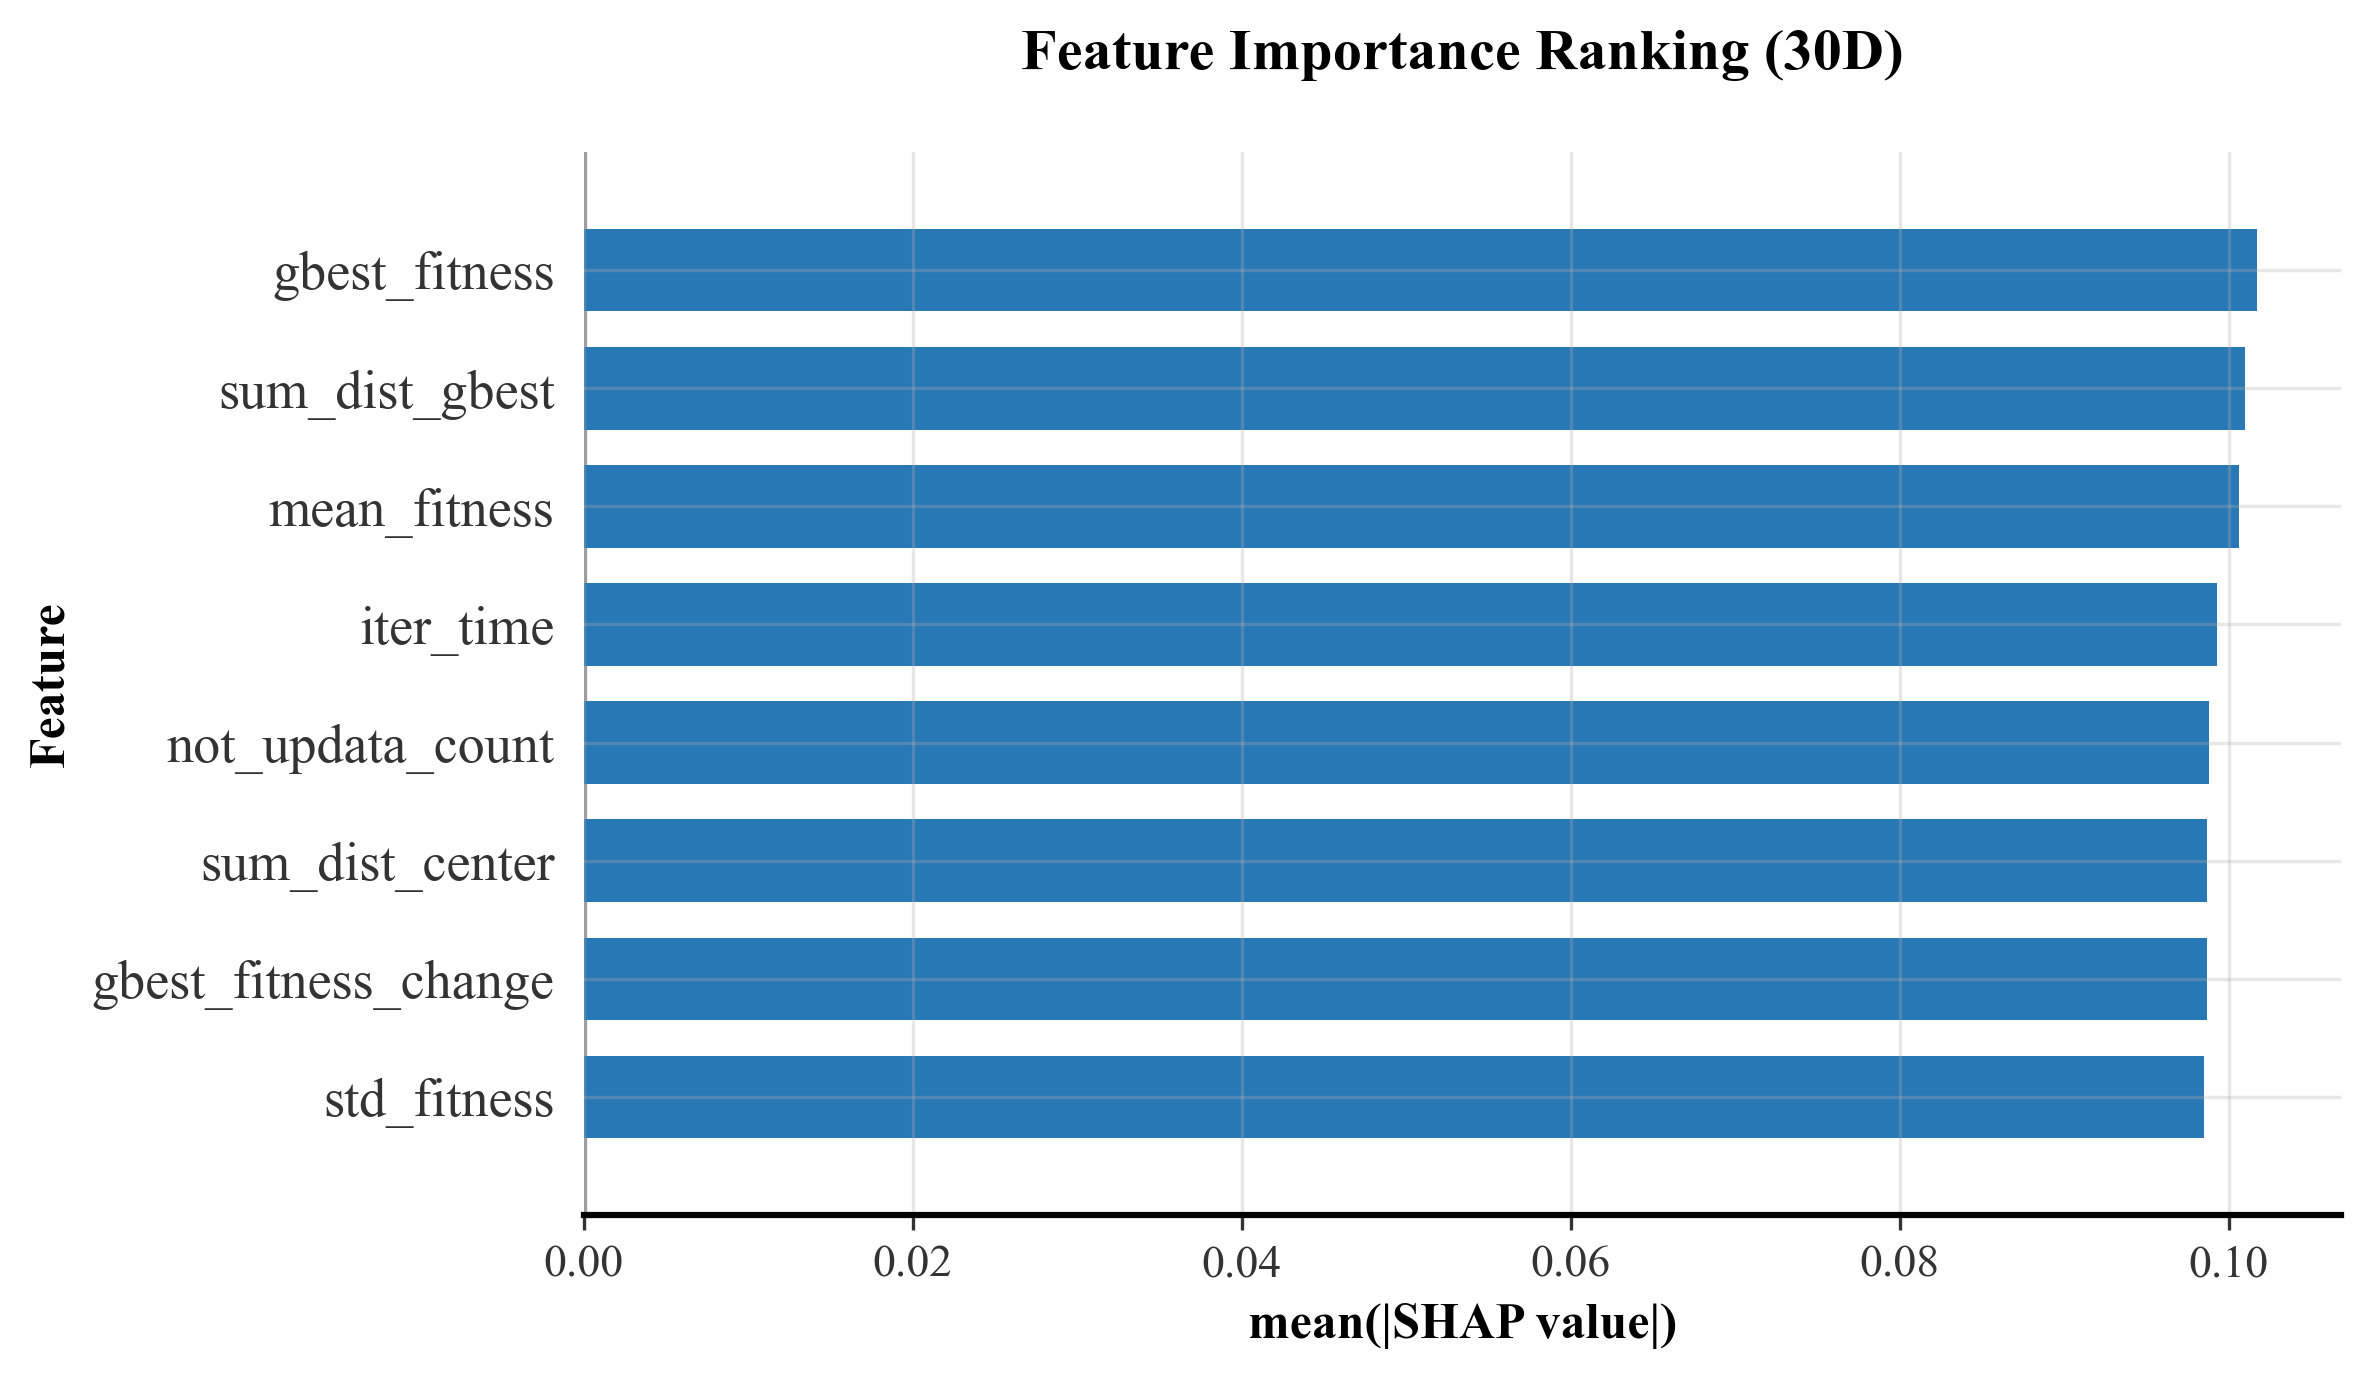 Feature Importance Ranking (30D)
Feature
gbest_fitness
sum_dist_gbest
mean_fitness
iter_time
not_updata_count
sum_dist_center
gbest_fitness_change
std_fitness
0.00 0.02 0.04 0.06 0.08 0.10
mean(|SHAP value|)